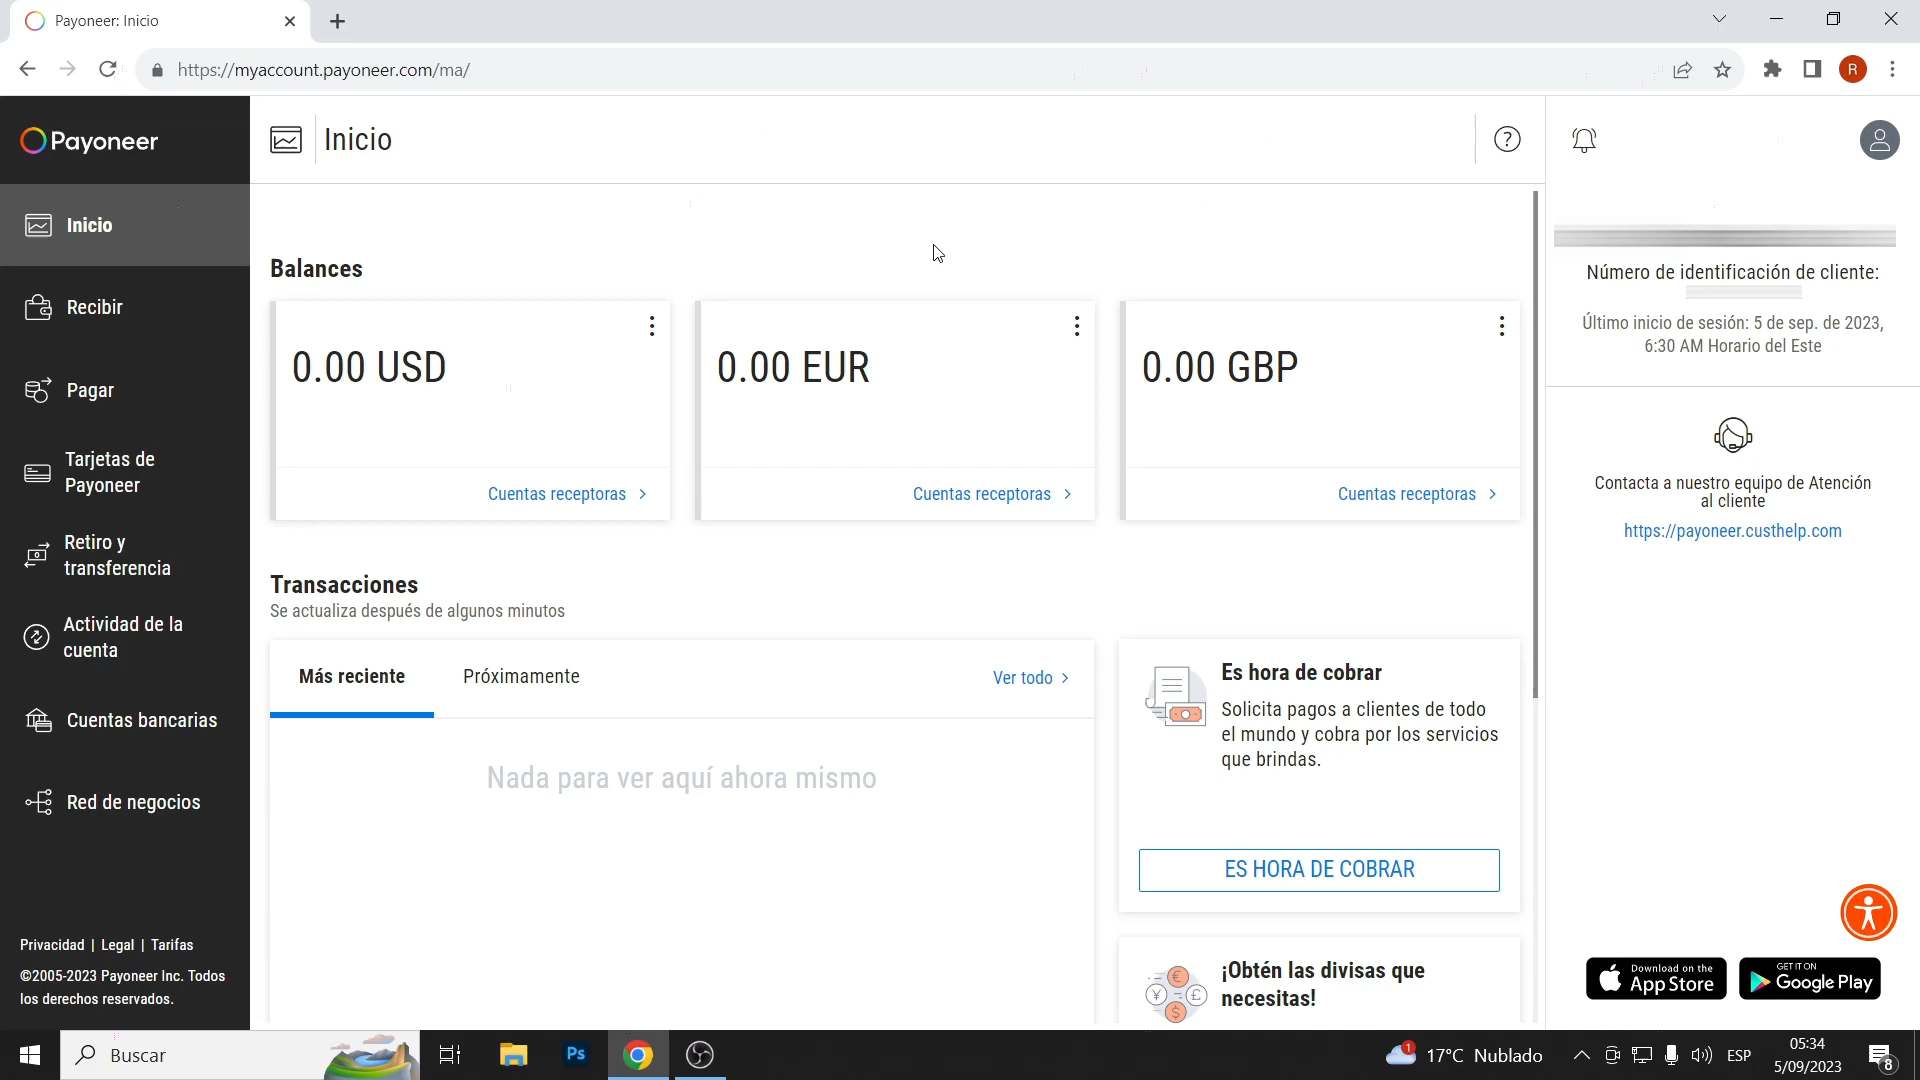 Payoneer: Inicio
https://myaccount.payoneer.com/ma/
R
Payoneer
Inicio
Recibir
Pagar
Tarjetas de
Payoneer
Retiro y
transferencia
Actividad de la
cuenta
Cuentas bancarias
Red de negocios
Privacidad | Legal | Tarifas
©2005-2023 Payoneer Inc. Todos
los derechos reservados.
Inicio
?
Balances
0.00 USD
Cuentas receptoras
0.00 EUR
Cuentas receptoras
0.00 GBP
Cuentas receptoras
Transacciones
Se actualiza después de algunos minutos
Más reciente
Próximamente
Ver todo
Nada para ver aquí ahora mismo
Es hora de cobrar
Solicita pagos a clientes de todo
el mundo y cobra por los servicios
que brindas.
ES HORA DE COBRAR
¡Obtén las divisas que
necesitas!
Número de identificación de cliente:
Último inicio de sesión: 5 de sep. de 2023,
6:30 AM Horario del Este
Contacta a nuestro equipo de Atención
al cliente
https://payoneer.custhelp.com
Download on the
App Store
GET IT ON
Google Play
Buscar
Ps
1
17°C Nublado
ESP
05:34
5/09/2023
8